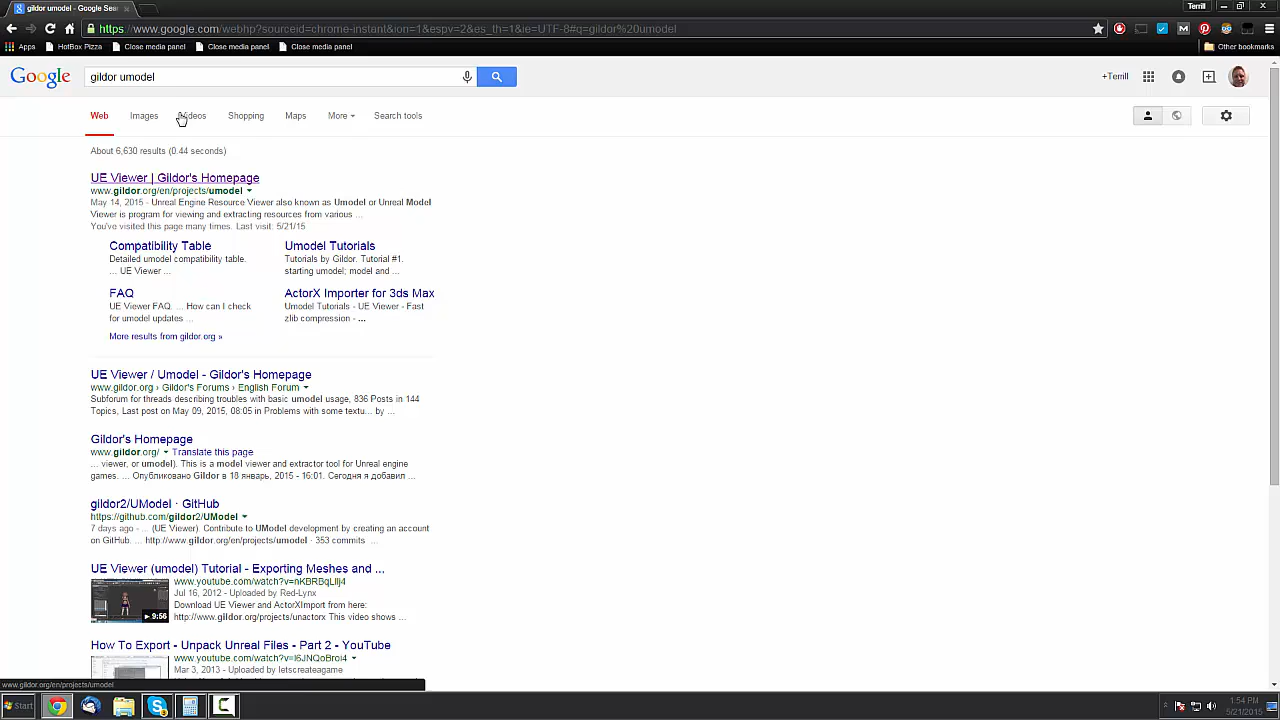 gildor umodel - Google Sea
Terrill
https://www.google.com/webhp?sourceid=chrome-instant&ion=1&espv=2&es_th=1&ie=UTF-8#q=gildor%20umodel
Apps HotBox Pizza Close media panel Close media panel Close media panel Other bookmarks
Google gildor umodel +Terrill
Web Images Videos Shopping Maps More Search tools
About 6,630 results (0.44 seconds)
UE Viewer | Gildor's Homepage
www.gildor.org/en/projects/umodel
May 14, 2015 - Unreal Engine Resource Viewer also known as Umodel or Unreal Model
Viewer is program for viewing and extracting resources from various ...
You've visited this page many times. Last visit: 5/21/15
Compatibility Table Umodel Tutorials
Detailed umodel compatibility table. Tutorials by Gildor. Tutorial #1.
... UE Viewer ... starting umodel; model and ...
FAQ ActorX Importer for 3ds Max
UE Viewer FAQ. ... How can I check Umodel Tutorials - UE Viewer - Fast
for umodel updates ... zlib compression - ...
More results from gildor.org »
UE Viewer / Umodel - Gildor's Homepage
www.gildor.org › Gildor's Forums › English Forum
Subforum for threads describing troubles with basic umodel usage, 836 Posts in 144
Topics, Last post on May 09, 2015, 08:05 in Problems with some textu... by ...
Gildor's Homepage
www.gildor.org/ Translate this page
... viewer, or umodel). This is a model viewer and extractor tool for Unreal engine
games. ... Опубликовано Gildor в 18 январь, 2015 - 16:01. Сегодня я добавил ...
gildor2/UModel · GitHub
https://github.com/gildor2/UModel
7 days ago - ... (UE Viewer). Contribute to UModel development by creating an account
on GitHub. ... http://www.gildor.org/en/projects/umodel · 353 commits ...
UE Viewer (umodel) Tutorial - Exporting Meshes and ...
www.youtube.com/watch?v=nKBRBqLlIj4
Jul 16, 2012 - Uploaded by Red-Lynx
Download UE Viewer and ActorXImport from here:
9:56 http://www.gildor.org/projects/unactorx This video shows ...
How To Export - Unpack Unreal Files - Part 2 - YouTube
www.youtube.com/watch?v=I6JNQoBroi4
Mar 3, 2013 - Uploaded by letscreateagame
www.gildor.org/en/projects/umodel
Start
1:54 PM
5/21/2015